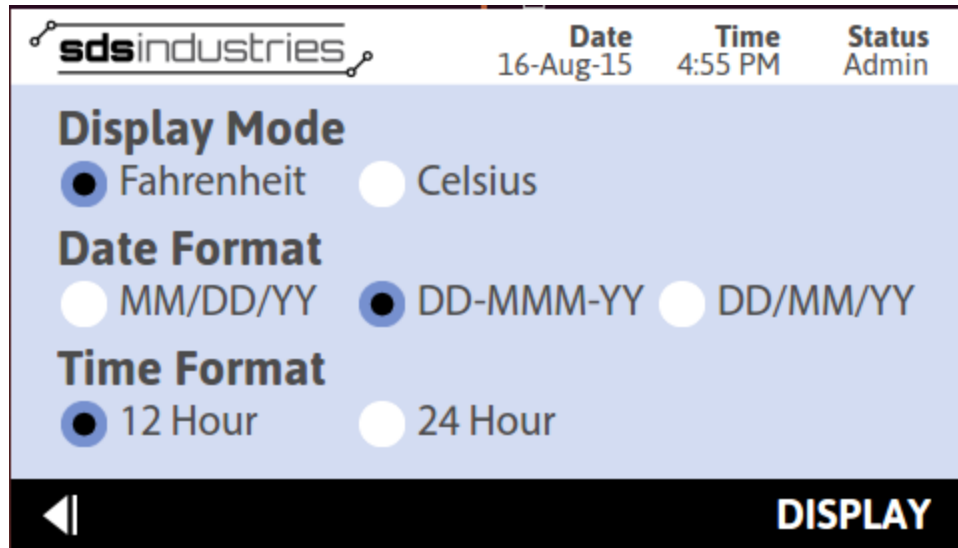 sdsindustries
Date Time Status
16-Aug-15 4:55 PM Admin
Display Mode
Fahrenheit Celsius
Date Format
MM/DD/YY DD-MMM-YY DD/MM/YY
Time Format
12 Hour 24 Hour
DISPLAY